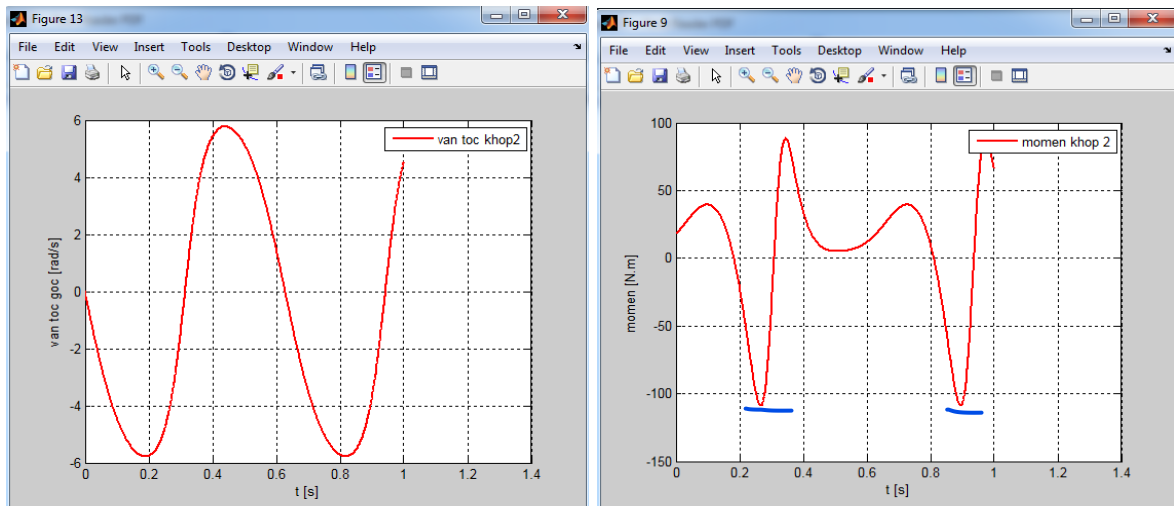 Figure 13
File Edit View Insert Tools Desktop Window Help
van toc khop2
6
4
2
0
-2
-4
-6
van toc goc [rad/s]
0 0.2 0.4 0.6 0.8 1 1.2 1.4
t [s]
Figure 9
File Edit View Insert Tools Desktop Window Help
momen khop 2
100
50
0
-50
-100
-150
momen [N.m]
0 0.2 0.4 0.6 0.8 1 1.2 1.4
t [s]